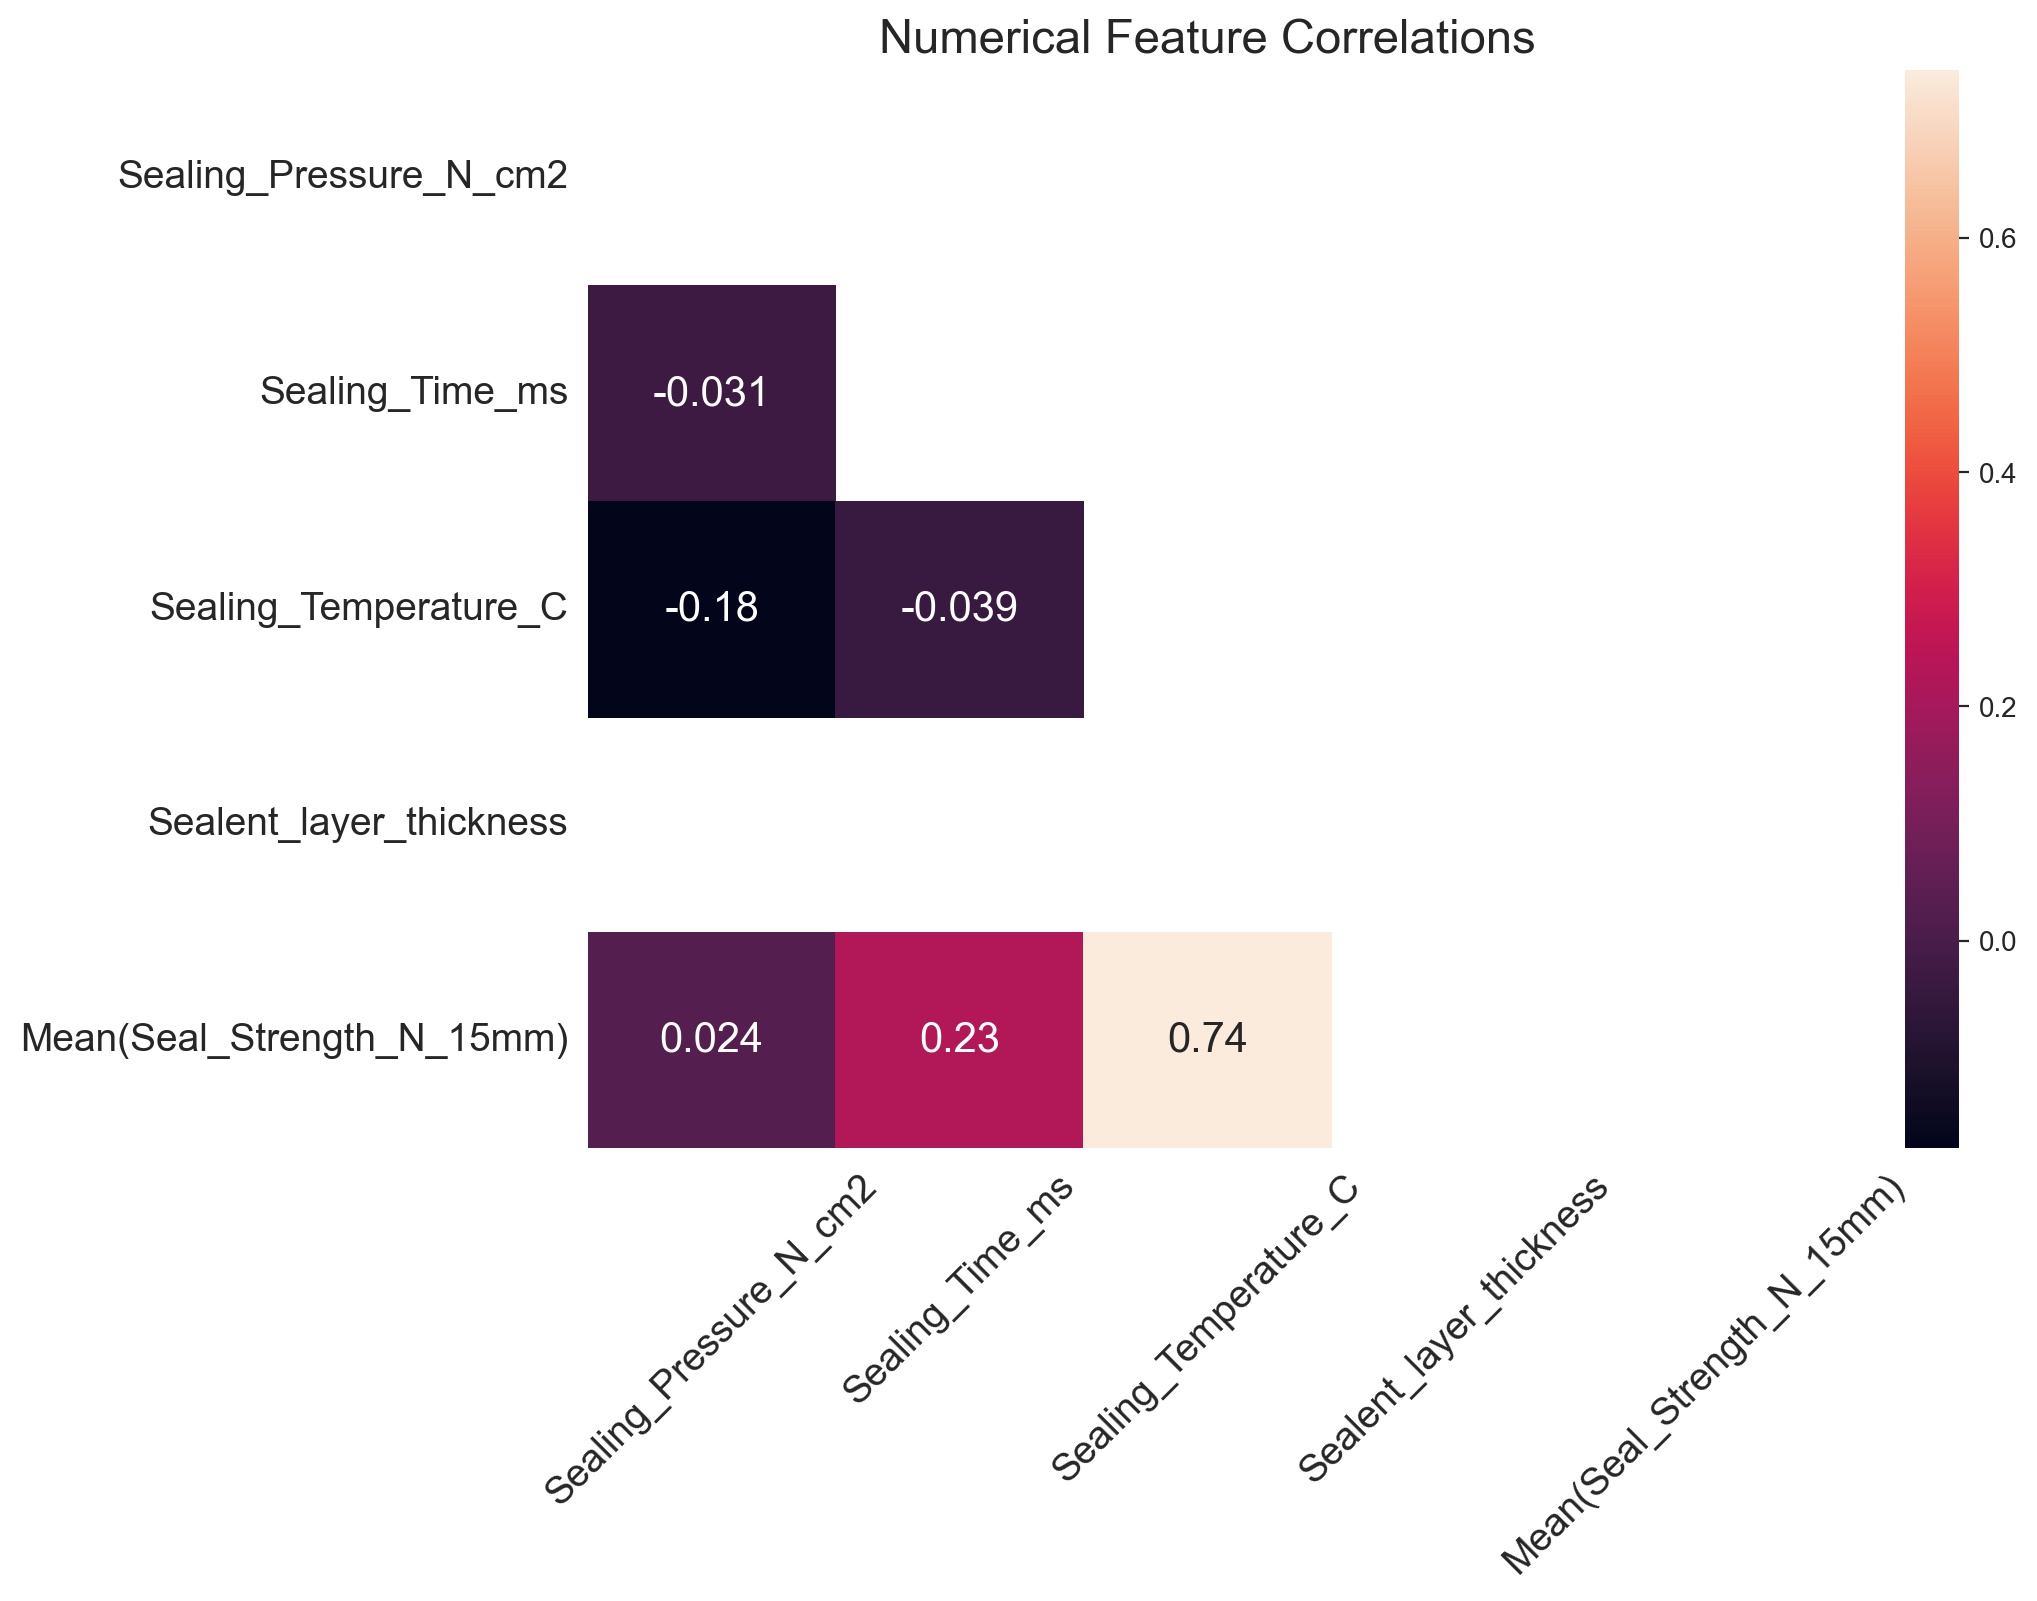 Numerical Feature Correlations
Sealing_Pressure_N_cm2
Sealing_Time_ms
-0.031
Sealing_Temperature_C
-0.18
-0.039
Sealent_layer_thickness
Mean(Seal_Strength_N_15mm)
0.024
0.23
0.74
Sealing_Pressure_N_cm2
Sealing_Time_ms
Sealing_Temperature_C
Sealent_layer_thickness
Mean(Seal_Strength_N_15mm)
0.6
0.4
0.2
0.0